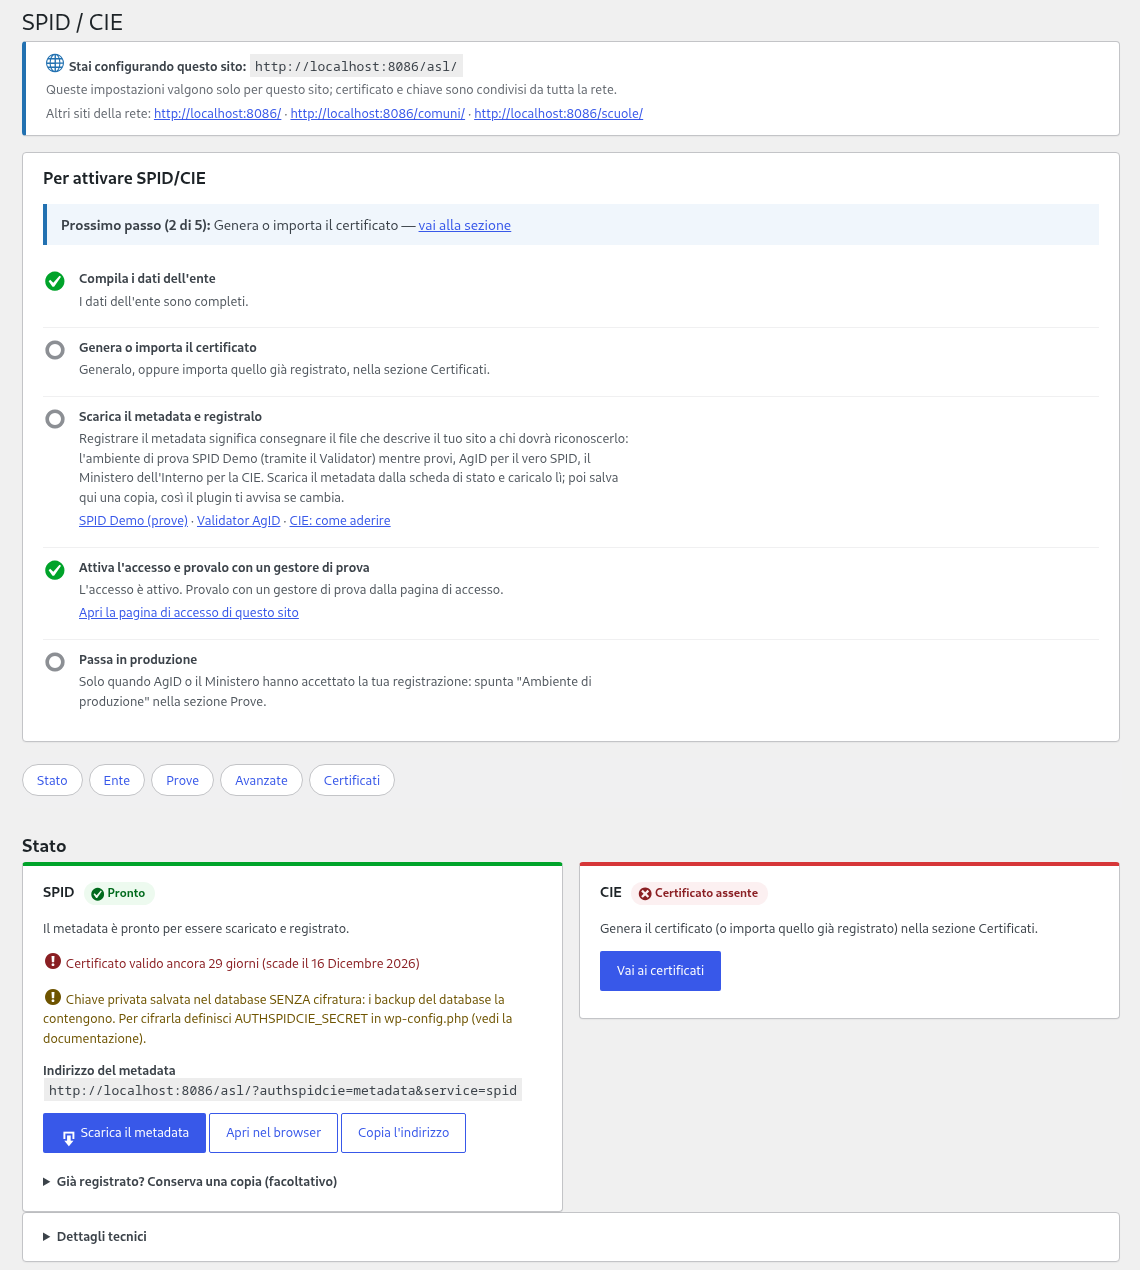 SPID / CIE
Stai configurando questo sito: http://localhost:8086/asl/
Queste impostazioni valgono solo per questo sito; certificato e chiave sono condivisi da tutta la rete.
Altri siti della rete: http://localhost:8086/ · http://localhost:8086/comuni/ · http://localhost:8086/scuole/
Per attivare SPID/CIE
Prossimo passo (2 di 5): Genera o importa il certificato — vai alla sezione
Compila i dati dell'ente
I dati dell'ente sono completi.
Genera o importa il certificato
Generalo, oppure importa quello già registrato, nella sezione Certificati.
Scarica il metadata e registralo
Registrare il metadata significa consegnare il file che descrive il tuo sito a chi dovrà riconoscerlo:
l'ambiente di prova SPID Demo (tramite il Validator) mentre provi, AgID per il vero SPID, il
Ministero dell'Interno per la CIE. Scarica il metadata dalla scheda di stato e caricalo lì; poi salva
qui una copia, così il plugin ti avvisa se cambia.
SPID Demo (prove) · Validator AgID · CIE: come aderire
Attiva l'accesso e provalo con un gestore di prova
L'accesso è attivo. Provalo con un gestore di prova dalla pagina di accesso.
Apri la pagina di accesso di questo sito
Passa in produzione
Solo quando AgID o il Ministero hanno accettato la tua registrazione: spunta "Ambiente di
produzione" nella sezione Prove.
Stato Ente Prove Avanzate Certificati
Stato
SPID Pronto
Il metadata è pronto per essere scaricato e registrato.
Certificato valido ancora 29 giorni (scade il 16 Dicembre 2026)
Chiave privata salvata nel database SENZA cifratura: i backup del database la
contengono. Per cifrarla definisci AUTHSPIDCIE_SECRET in wp-config.php (vedi la
documentazione).
Indirizzo del metadata
http://localhost:8086/asl/?authspidcie=metadata&service=spid
Scarica il metadata Apri nel browser Copia l'indirizzo
Già registrato? Conserva una copia (facoltativo)
CIE Certificato assente
Genera il certificato (o importa quello già registrato) nella sezione Certificati.
Vai ai certificati
Dettagli tecnici